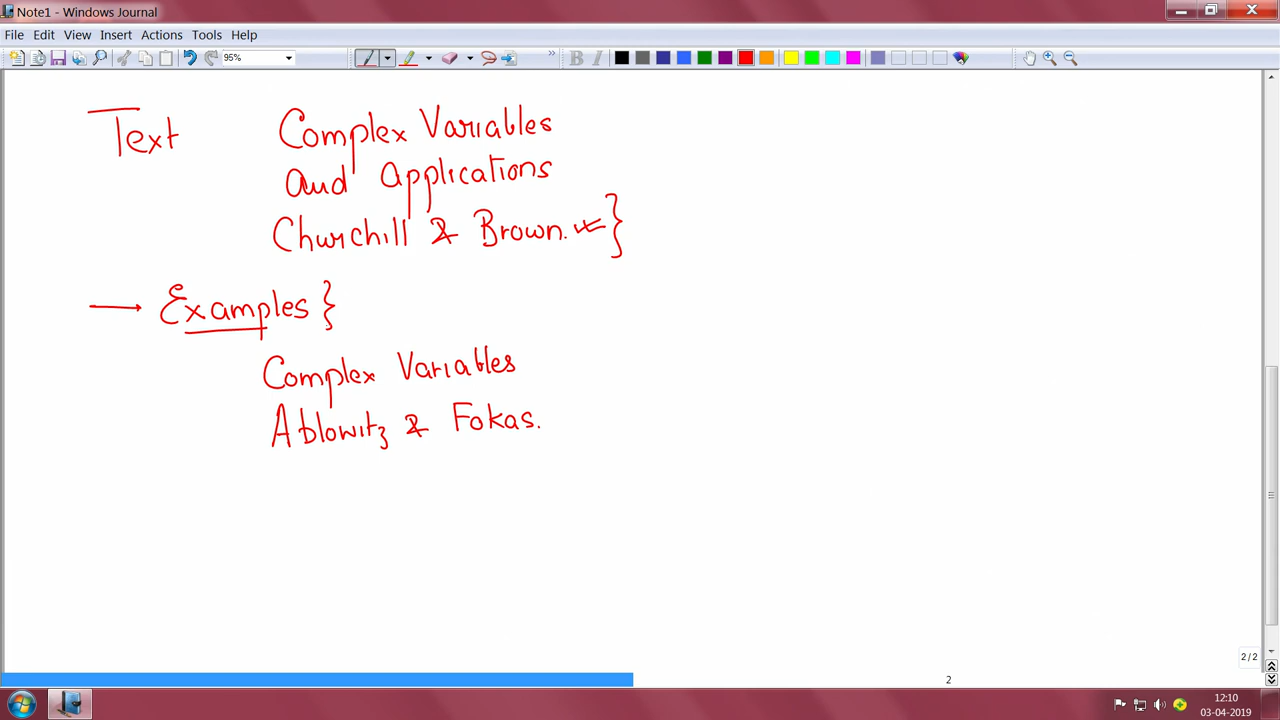 Note1 - Windows Journal
File Edit View Insert Actions Tools Help
95%
Text Complex Variables
and Applications
Churchill & Brown.
Examples}
Complex Variables
Ablowitz & Fokas.
2/2
2
12:10
03-04-2019